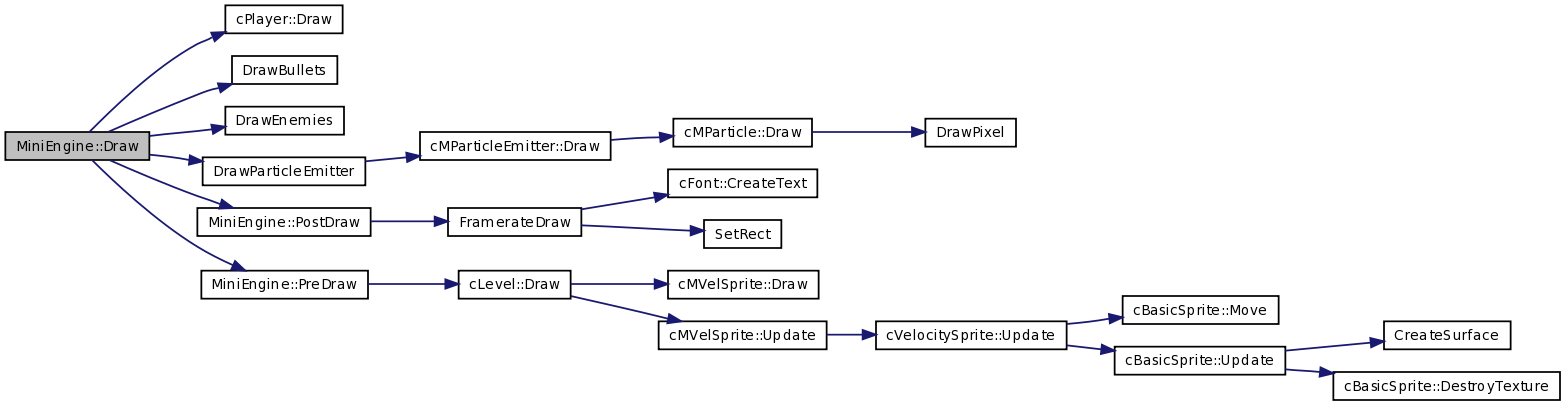 cPlayer::Draw
DrawBullets
DrawEnemies
MiniEngine::Draw
DrawParticleEmitter
cMParticleEmitter::Draw
cMParticle::Draw
DrawPixel
cFont::CreateText
MiniEngine::PostDraw
FramerateDraw
SetRect
MiniEngine::PreDraw
cLevel::Draw
cMVelSprite::Draw
cMVelSprite::Update
cVelocitySprite::Update
cBasicSprite::Move
cBasicSprite::Update
CreateSurface
cBasicSprite::DestroyTexture